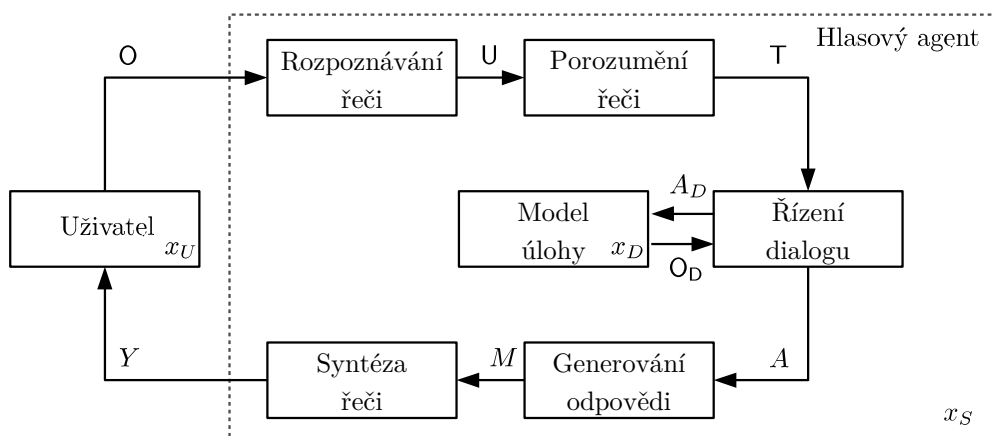 Hlasový agent
O
Rozpoznávání
řeči
U
Porozumění
řeči
T
Uživatel
x_U
Model
úlohy
x_D
A_D
O_D
Řízení
dialogu
Y
Syntéza
řeči
M
Generování
odpovědi
A
x_S